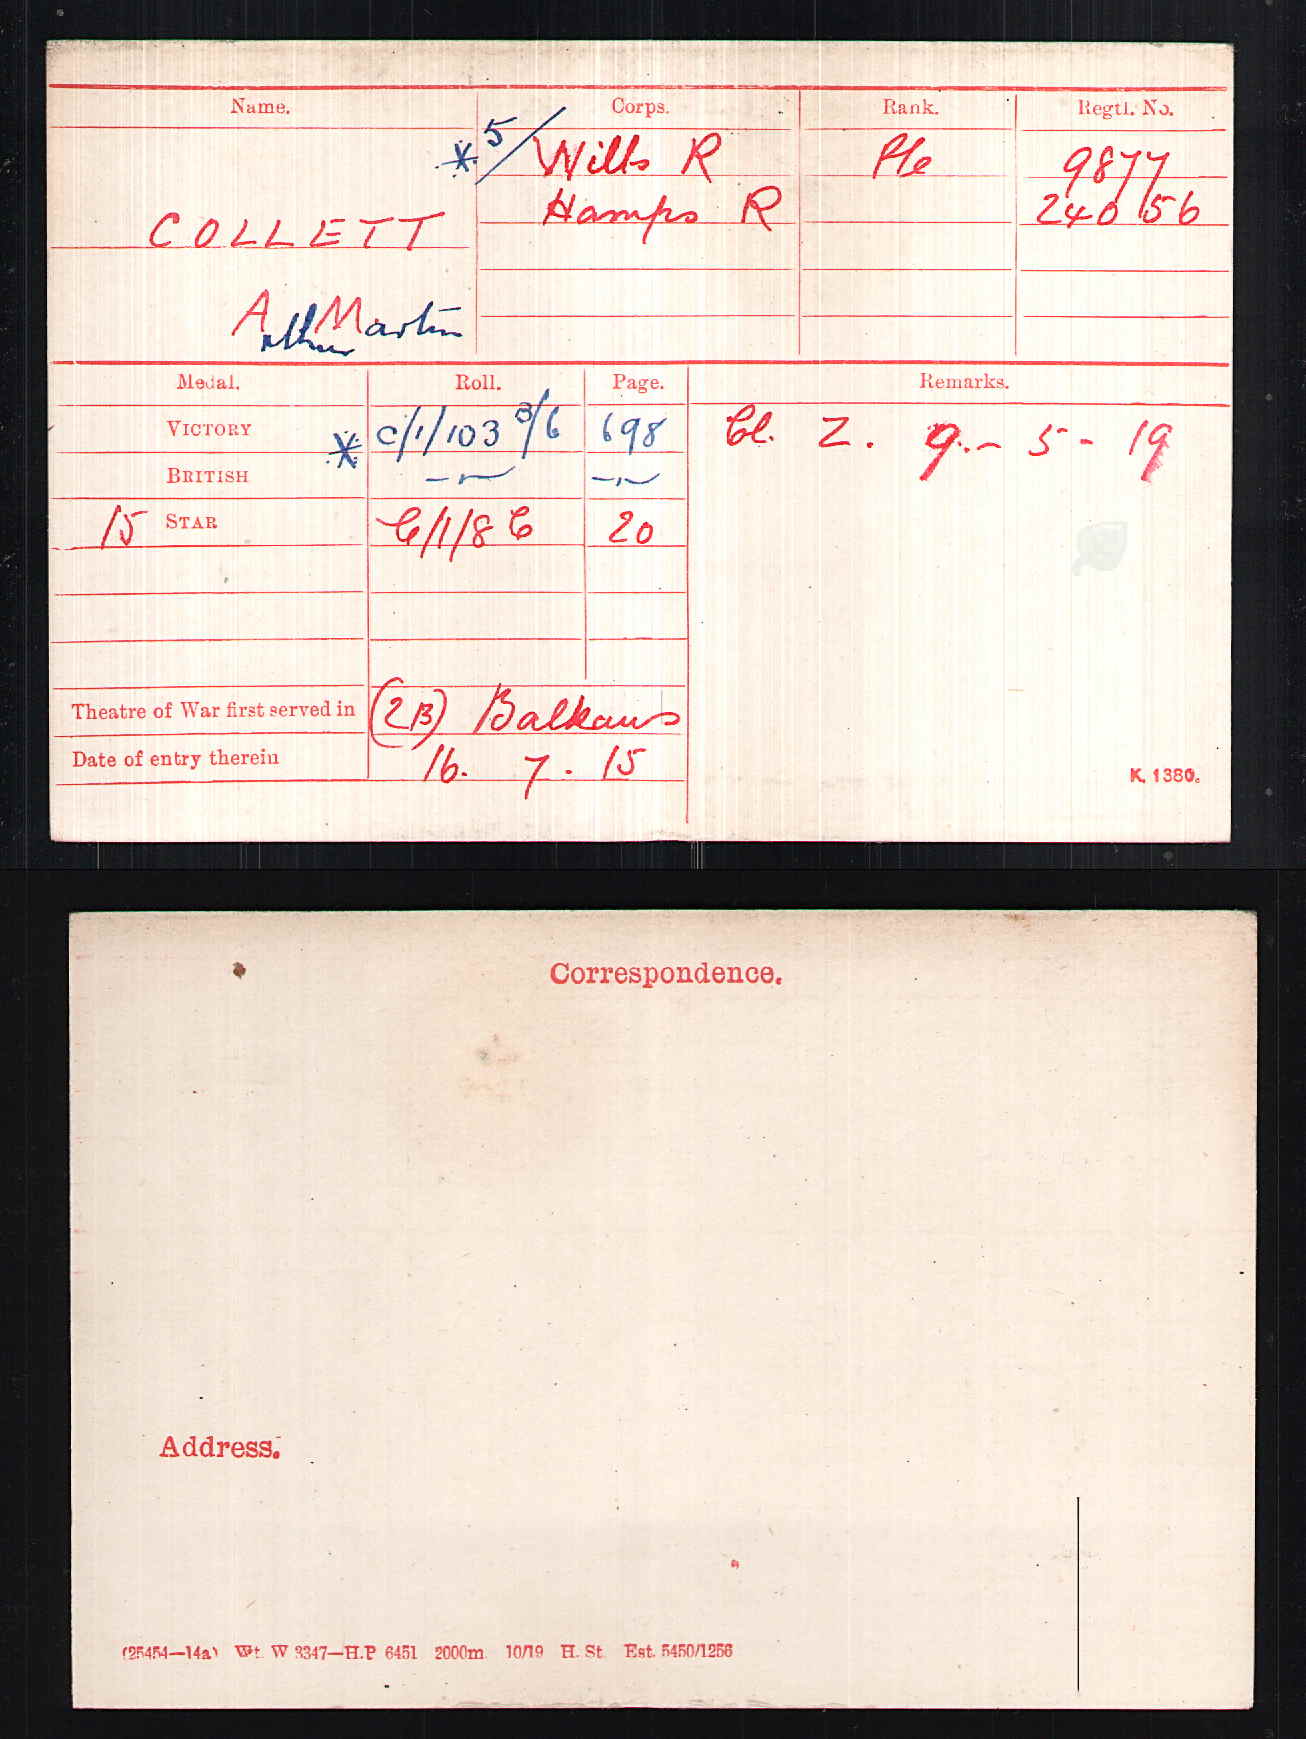 Name. Corps. Rank. Regtl. No.
* 5/ Wilts R Pte 9877
Hamps R 240156
COLLETT
Arthur Martin
Medal. Roll. Page. Remarks.
VICTORY * C/1/103 B/6 698 Cl. Z. 9.-5-19
BRITISH —〃— —〃—
15 STAR C/1/8 C 20
Theatre of War first served in (2B) Balkans
Date of entry therein 16. 7. 15
K. 1380.
Correspondence.
Address.
(25454—14a) Wt. W 3347—H.P 6451 2000m. 10/19 H. St. Est. 5450/1256